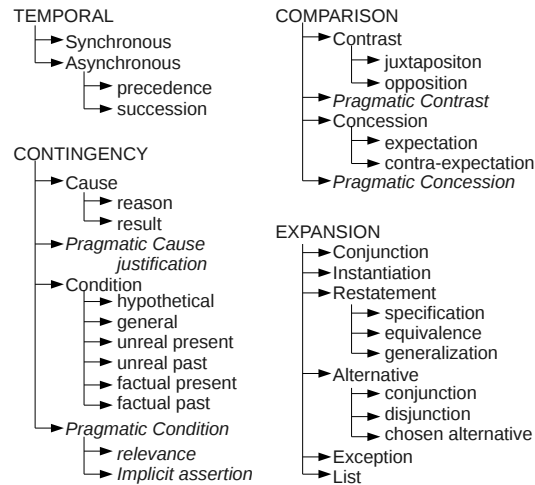 TEMPORAL
Synchronous
Asynchronous
precedence
succession
CONTINGENCY
Cause
reason
result
Pragmatic Cause
justification
Condition
hypothetical
general
unreal present
unreal past
factual present
factual past
Pragmatic Condition
relevance
Implicit assertion
COMPARISON
Contrast
juxtapositon
opposition
Pragmatic Contrast
Concession
expectation
contra-expectation
Pragmatic Concession
EXPANSION
Conjunction
Instantiation
Restatement
specification
equivalence
generalization
Alternative
conjunction
disjunction
chosen alternative
Exception
List